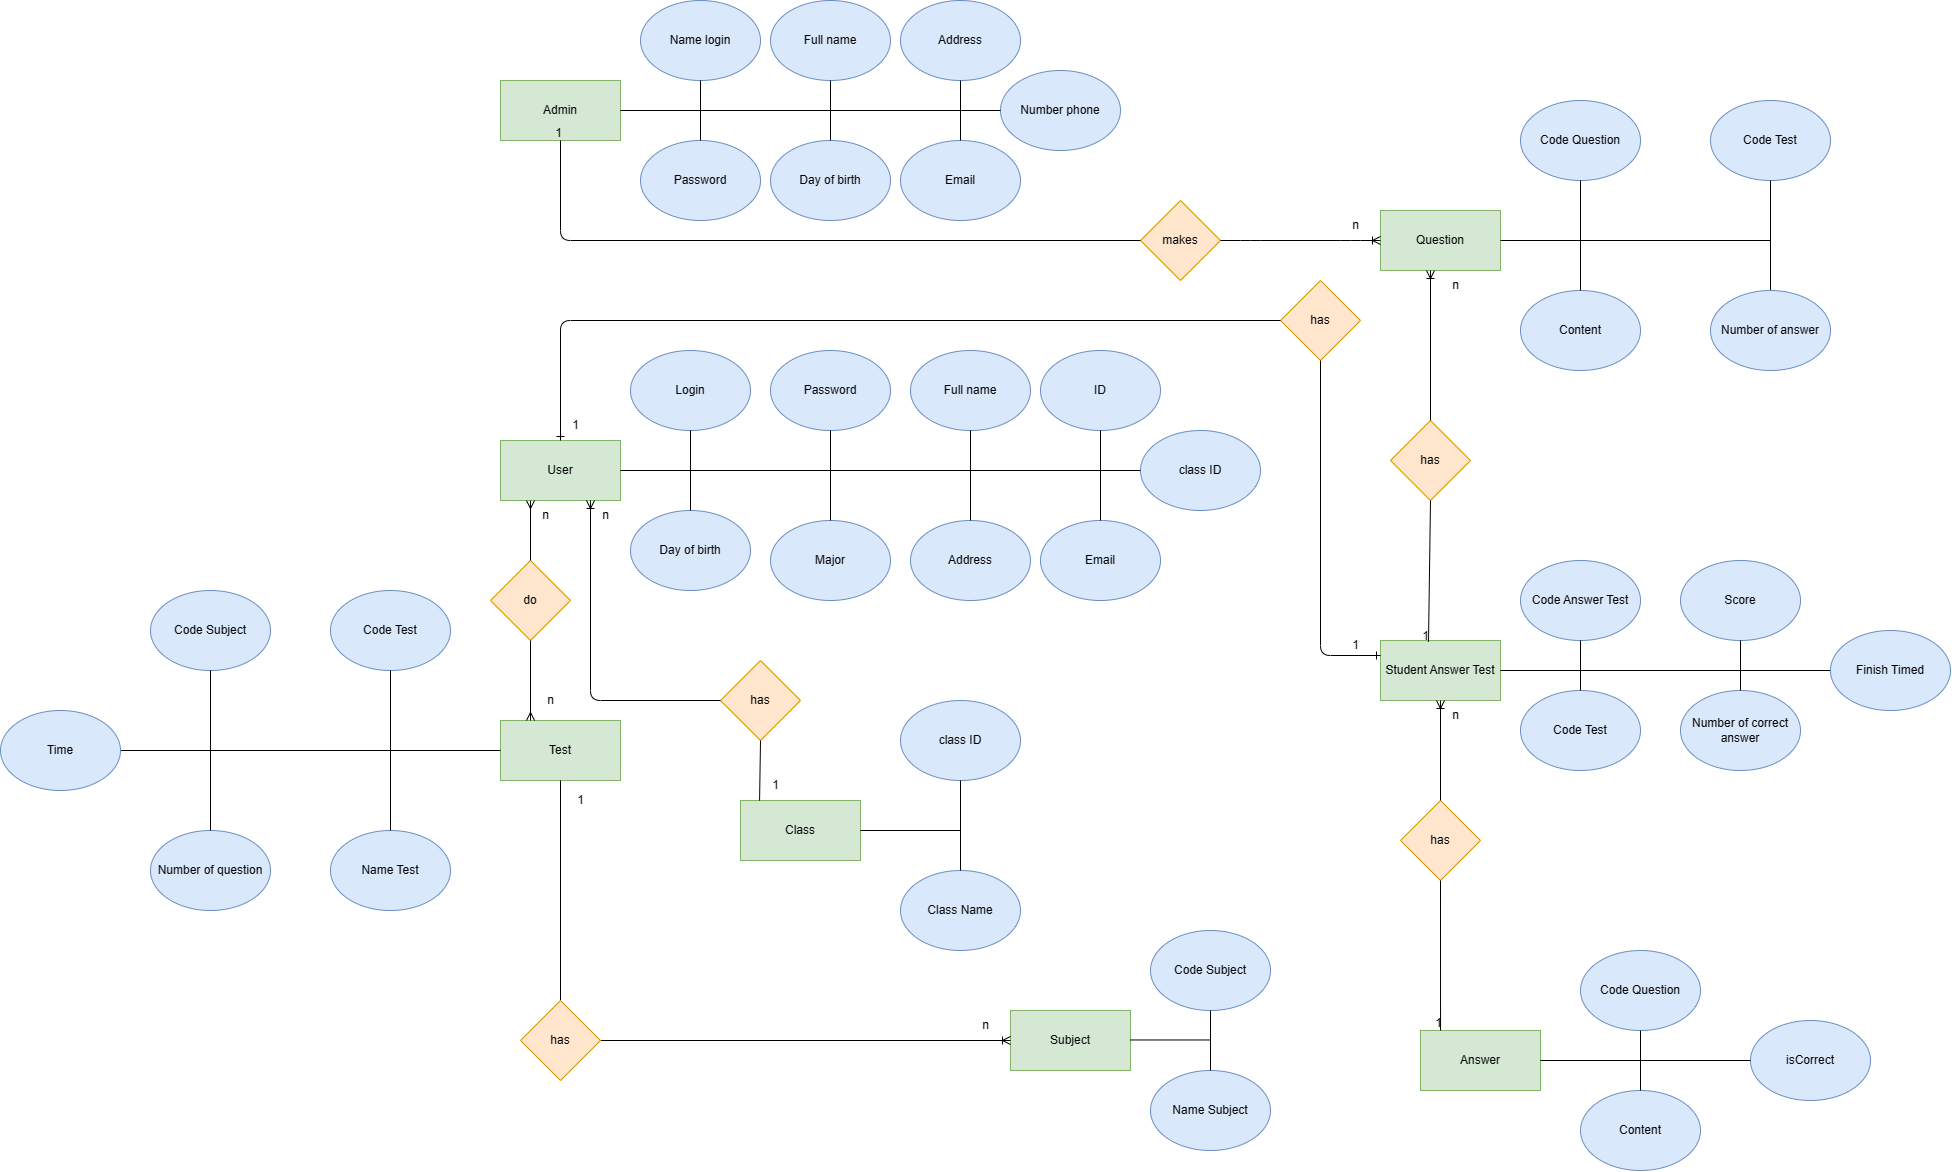 Name login
Full name
Address
Admin
1
Number phone
Password
Day of birth
Email
makes
n
Question
n
Code Question
Code Test
Content
Number of answer
has
1
User
n
n
Login
Password
Full name
ID
class ID
Day of birth
Major
Address
Email
has
do
Code Subject
Code Test
Time
n
Test
1
Number of question
Name Test
has
1
Class
class ID
Class Name
1
1
Student Answer Test
n
Code Answer Test
Score
Finish Timed
Code Test
Number of correct
answer
has
has
n
Subject
Code Subject
Name Subject
has
1
Answer
Code Question
isCorrect
Content